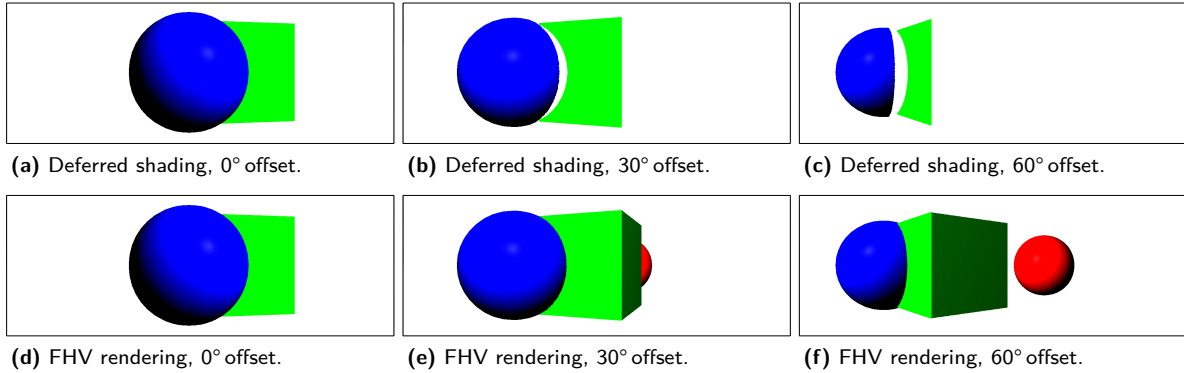 (a) Deferred shading, 0° offset.
(b) Deferred shading, 30° offset.
(c) Deferred shading, 60° offset.
(d) FHV rendering, 0° offset.
(e) FHV rendering, 30° offset.
(f) FHV rendering, 60° offset.